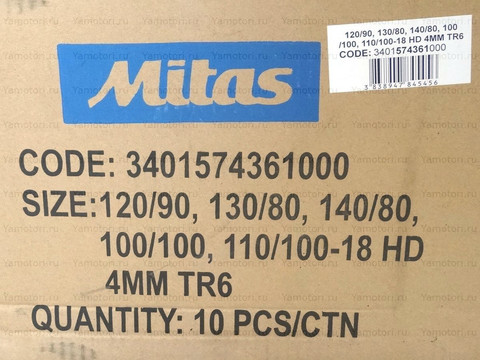 120/90, 130/80, 140/80, 100
/100, 110/100-18 HD 4MM TR6
CODE: 3401574361000
3 838947 845456
Mitas
CODE: 3401574361000
SIZE:120/90, 130/80, 140/80,
100/100, 110/100-18 HD
4MM TR6
QUANTITY: 10 PCS/CTN
Yamotori.ru